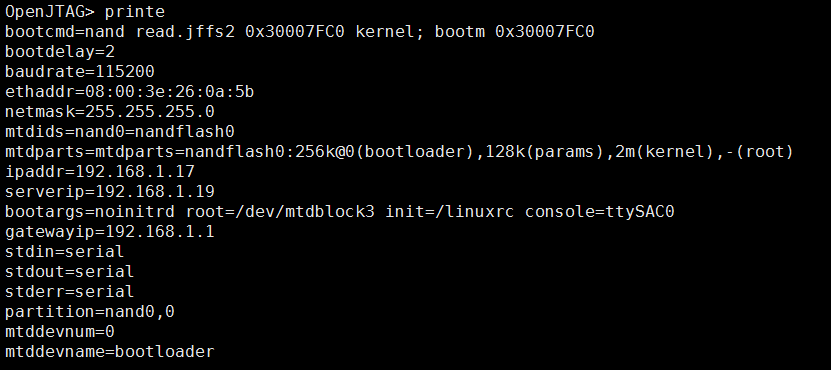 OpenJTAG> printe
bootcmd=nand read.jffs2 0x30007FC0 kernel; bootm 0x30007FC0
bootdelay=2
baudrate=115200
ethaddr=08:00:3e:26:0a:5b
netmask=255.255.255.0
mtdids=nand0=nandflash0
mtdparts=mtdparts=nandflash0:256k@0(bootloader),128k(params),2m(kernel),-(root)
ipaddr=192.168.1.17
serverip=192.168.1.19
bootargs=noinitrd root=/dev/mtdblock3 init=/linuxrc console=ttySAC0
gatewayip=192.168.1.1
stdin=serial
stdout=serial
stderr=serial
partition=nand0,0
mtddevnum=0
mtddevname=bootloader